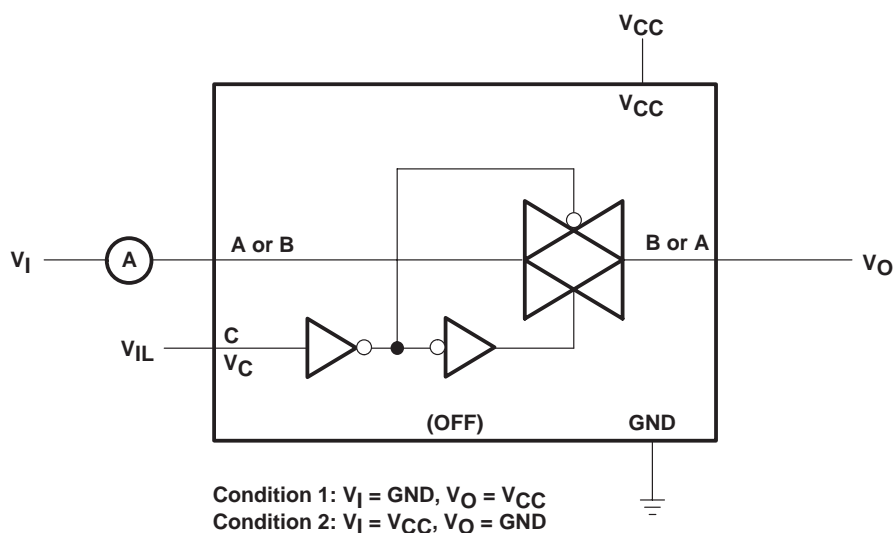 VCC
VCC
A or B
B or A
VI
A
VO
C
VIL
VC
(OFF)
GND
Condition 1: VI = GND, VO = VCC
Condition 2: VI = VCC, VO = GND